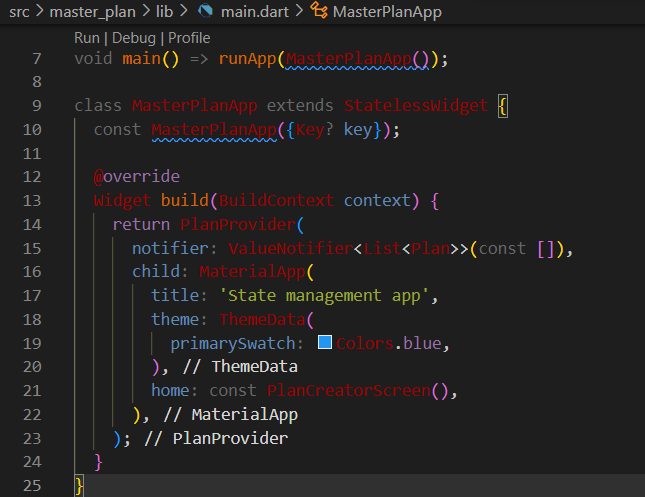 src > master_plan > lib > main.dart > MasterPlanApp
Run | Debug | Profile
7 void main() => runApp(MasterPlanApp());
8
9 class MasterPlanApp extends StatelessWidget {
10   const MasterPlanApp({Key? key});
11
12   @override
13   Widget build(BuildContext context) {
14     return PlanProvider(
15       notifier: ValueNotifier<List<Plan>>(const []),
16       child: MaterialApp(
17         title: 'State management app',
18         theme: ThemeData(
19           primarySwatch: Colors.blue,
20         ), // ThemeData
21         home: const PlanCreatorScreen(),
22       ), // MaterialApp
23     ); // PlanProvider
24   }
25 }